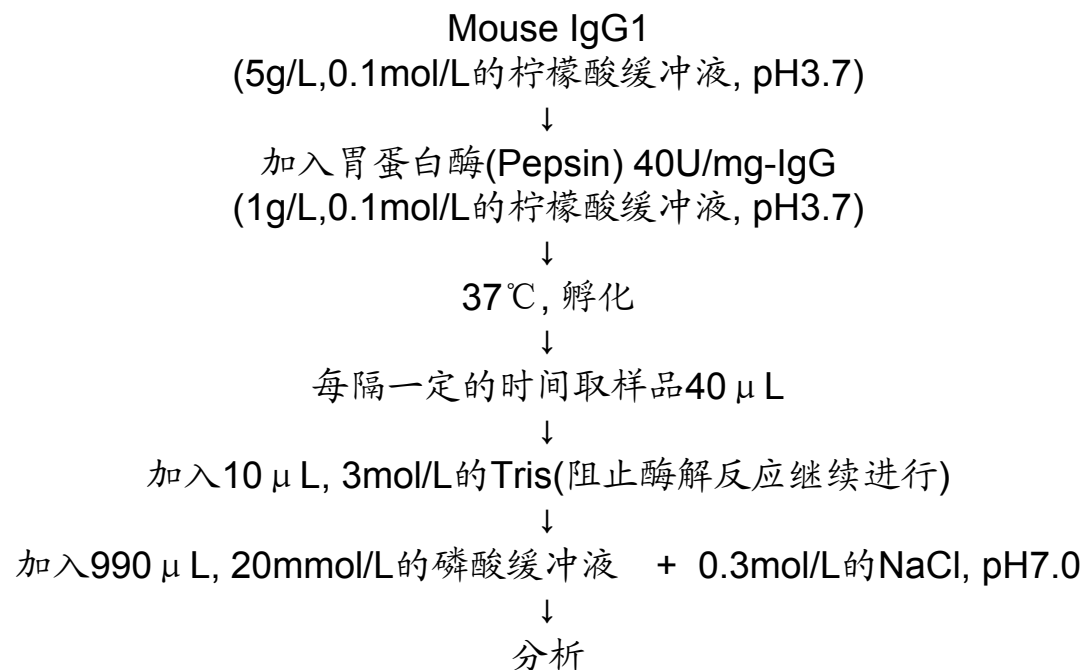 Mouse IgG1
(5g/L,0.1mol/L的柠檬酸缓冲液, pH3.7)
↓
加入胃蛋白酶(Pepsin) 40U/mg-IgG
(1g/L,0.1mol/L的柠檬酸缓冲液, pH3.7)
↓
37℃, 孵化
↓
每隔一定的时间取样品40μL
↓
加入10μL, 3mol/L的Tris(阻止酶解反应继续进行)
↓
加入990μL, 20mmol/L的磷酸缓冲液 + 0.3mol/L的NaCl, pH7.0
↓
分析